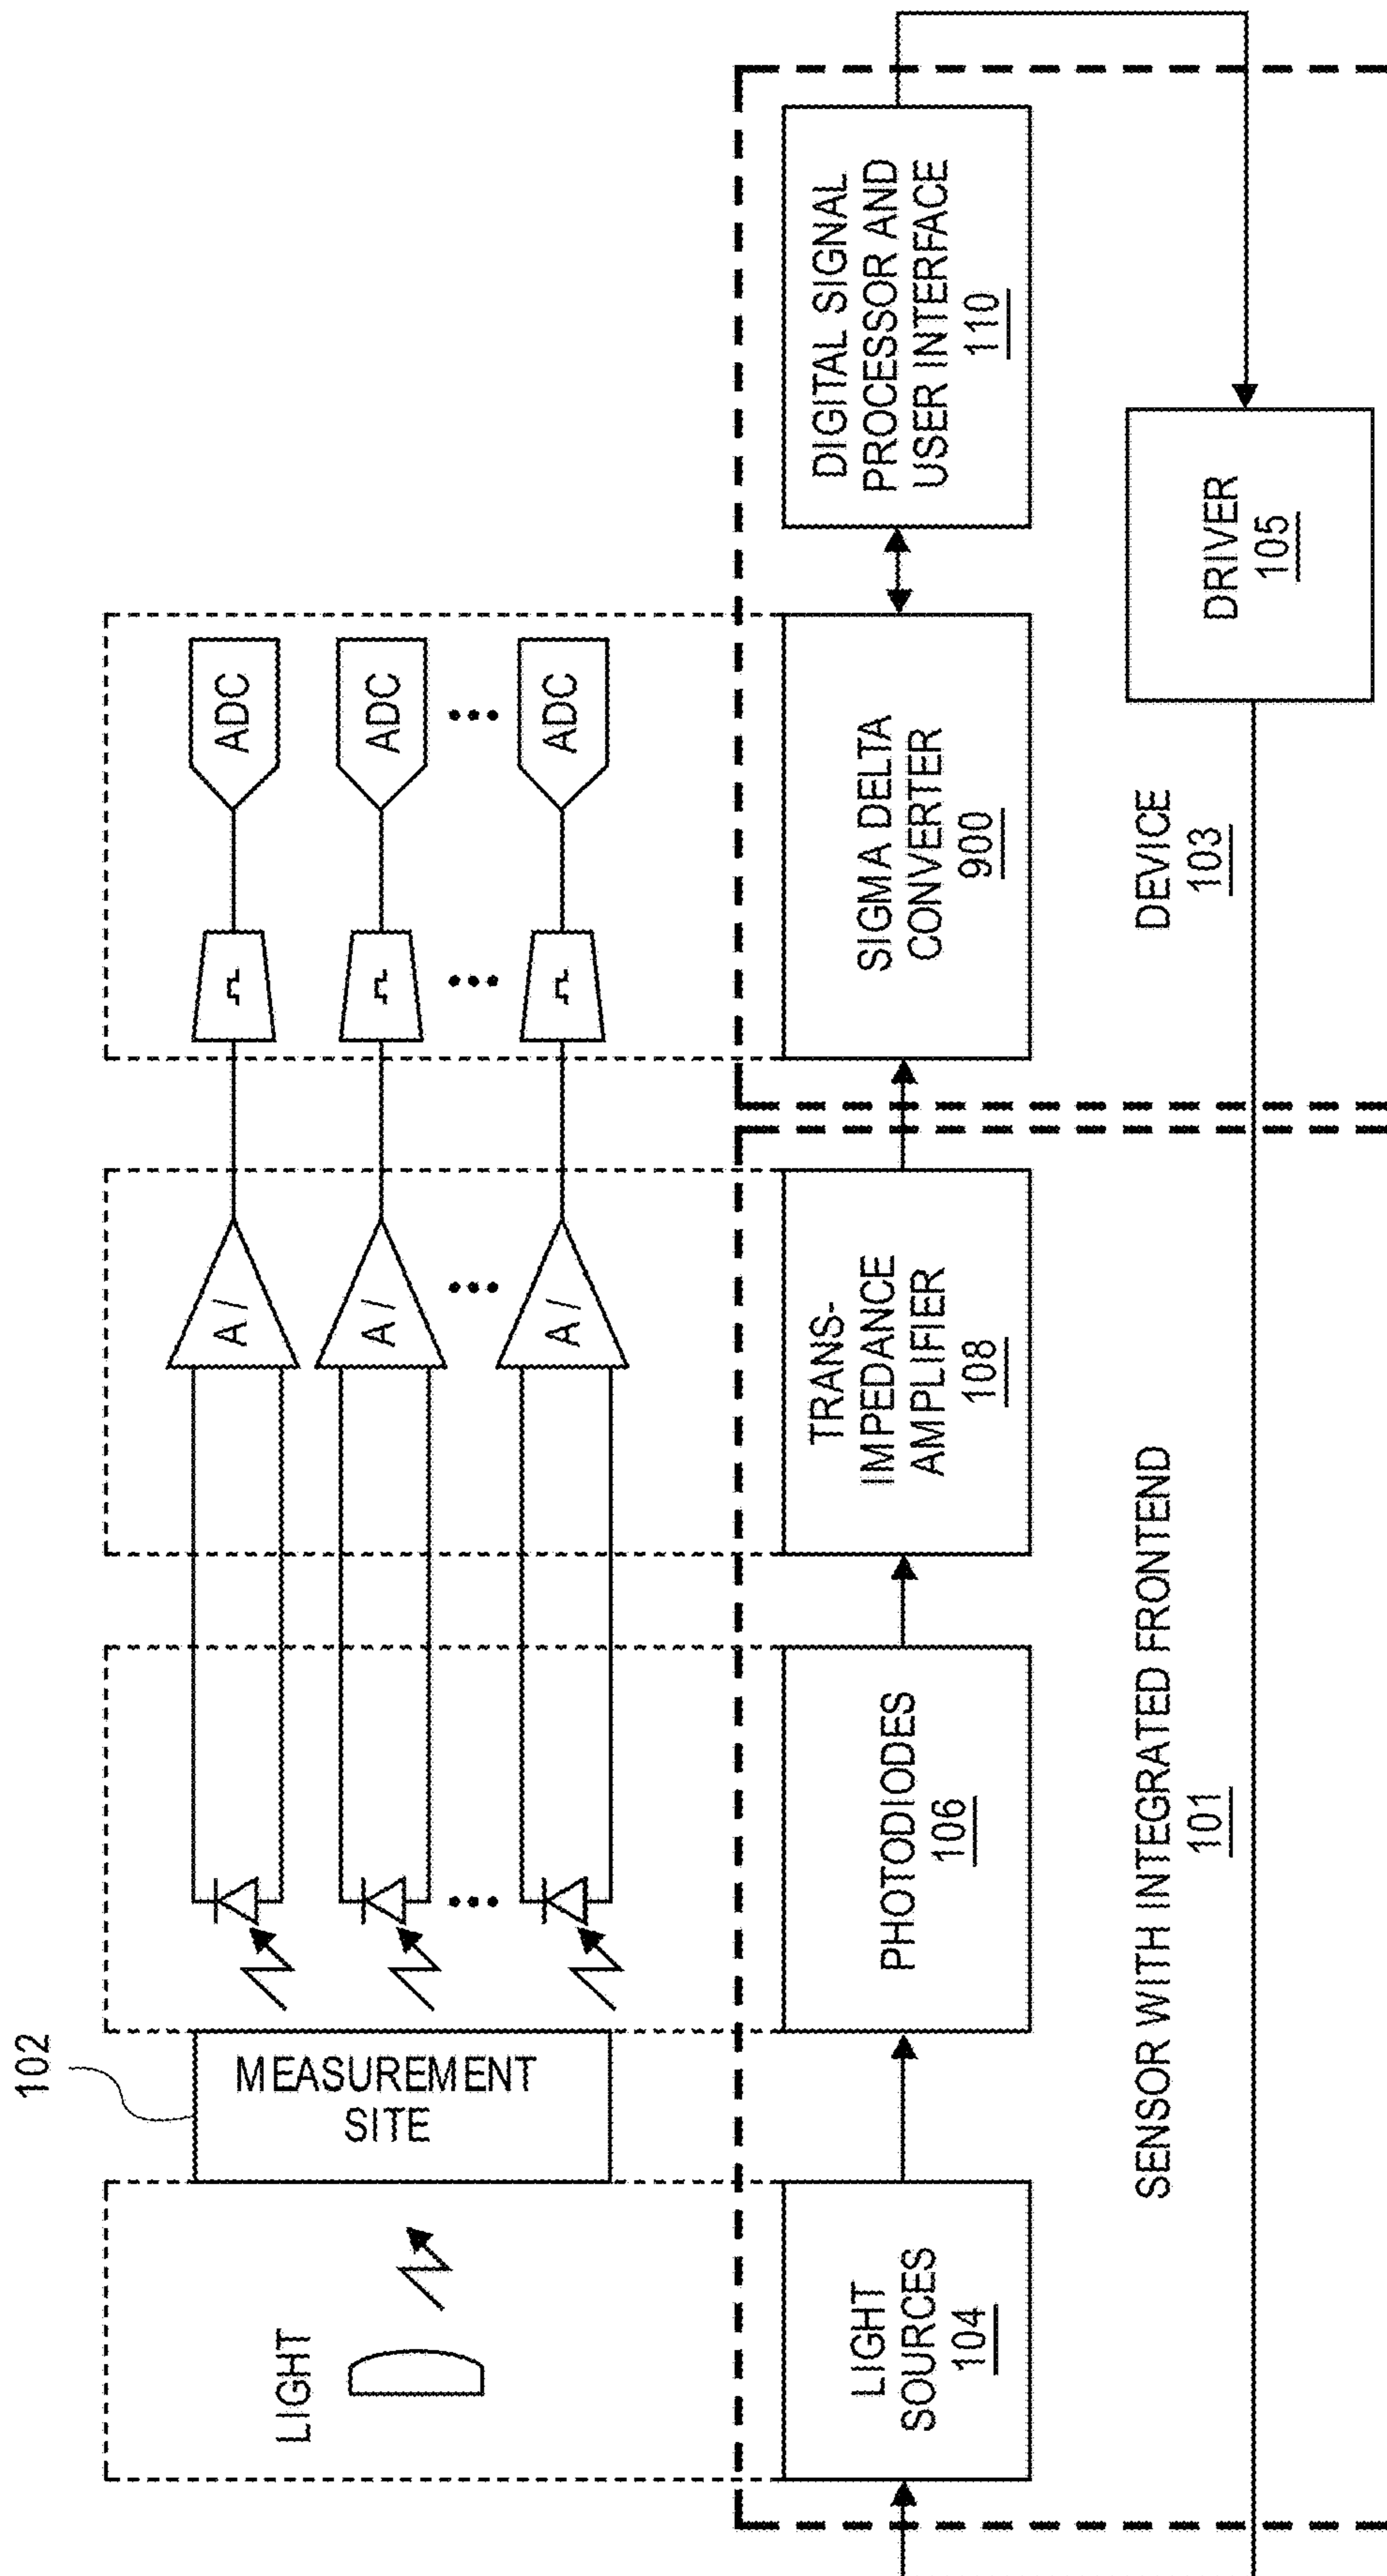 LIGHT
102
MEASUREMENT
SITE
A /
A /
A /
ADC
ADC
ADC
LIGHT
SOURCES
104
PHOTODIODES
106
TRANS-
IMPEDANCE
AMPLIFIER
108
SIGMA DELTA
CONVERTER
900
DIGITAL SIGNAL
PROCESSOR AND
USER INTERFACE
110
SENSOR WITH INTEGRATED FRONTEND
101
DEVICE
103
DRIVER
105